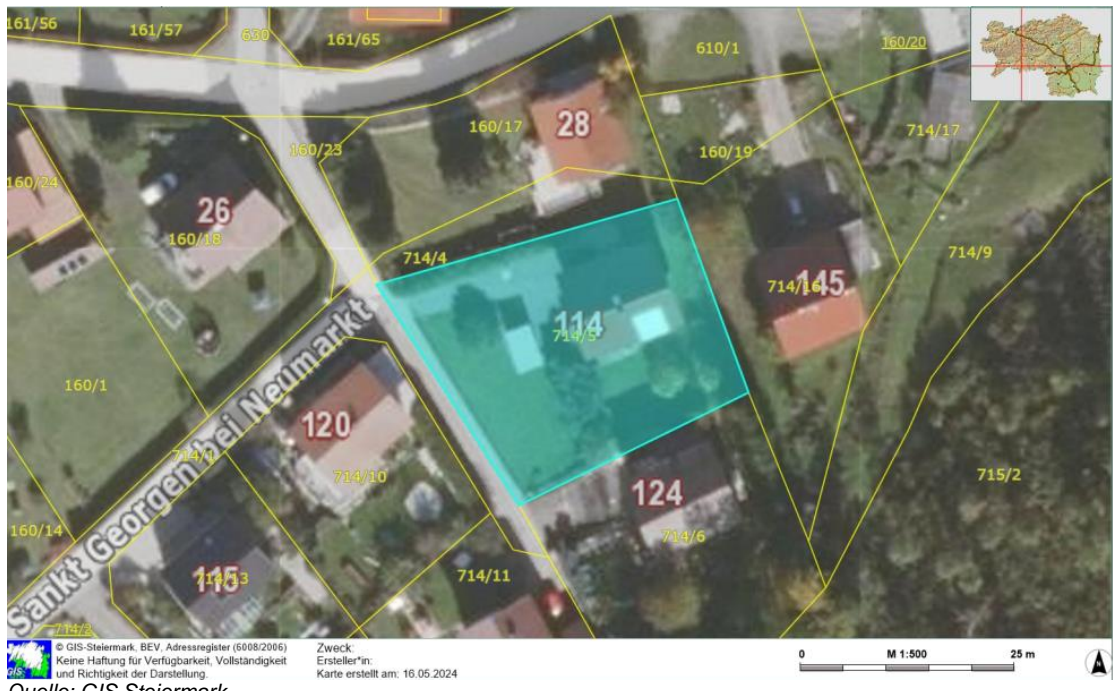 161/56
161/57
630
161/65
610/1
160/20
28
160/17
714/17
160/23
160/19
160/24
26
160/18
714/4
714/9
145
714/16
114
714/5
160/1
120
Sankt Georgen bei Neumarkt
714/1
714/10
124
715/2
160/14
714/6
115
714/13
714/11
714/2
GIS
© GIS-Steiermark, BEV, Adressregister (6008/2006)
Keine Haftung für Verfügbarkeit, Vollständigkeit
und Richtigkeit der Darstellung.
Zweck:
Ersteller*in:
Karte erstellt am: 16.05.2024
0 M 1:500 25 m
N
Quelle: GIS Steiermark